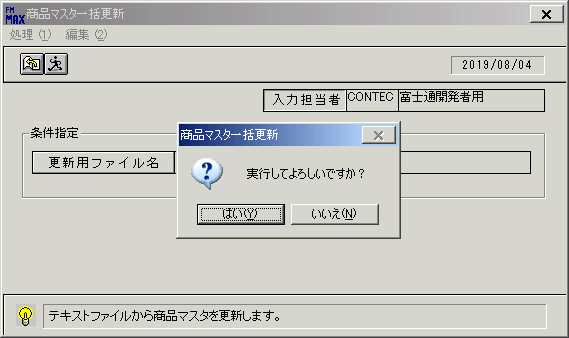 FM MAX 商品マスター括更新
処理 (1) 編集 (2)
2019/08/04
入力担当者 CONTEC 富士通開発者用
条件指定
更新用ファイル名
商品マスター括更新
実行してよろしいですか？
はい(Y) いいえ(N)
テキストファイルから商品マスタを更新します。